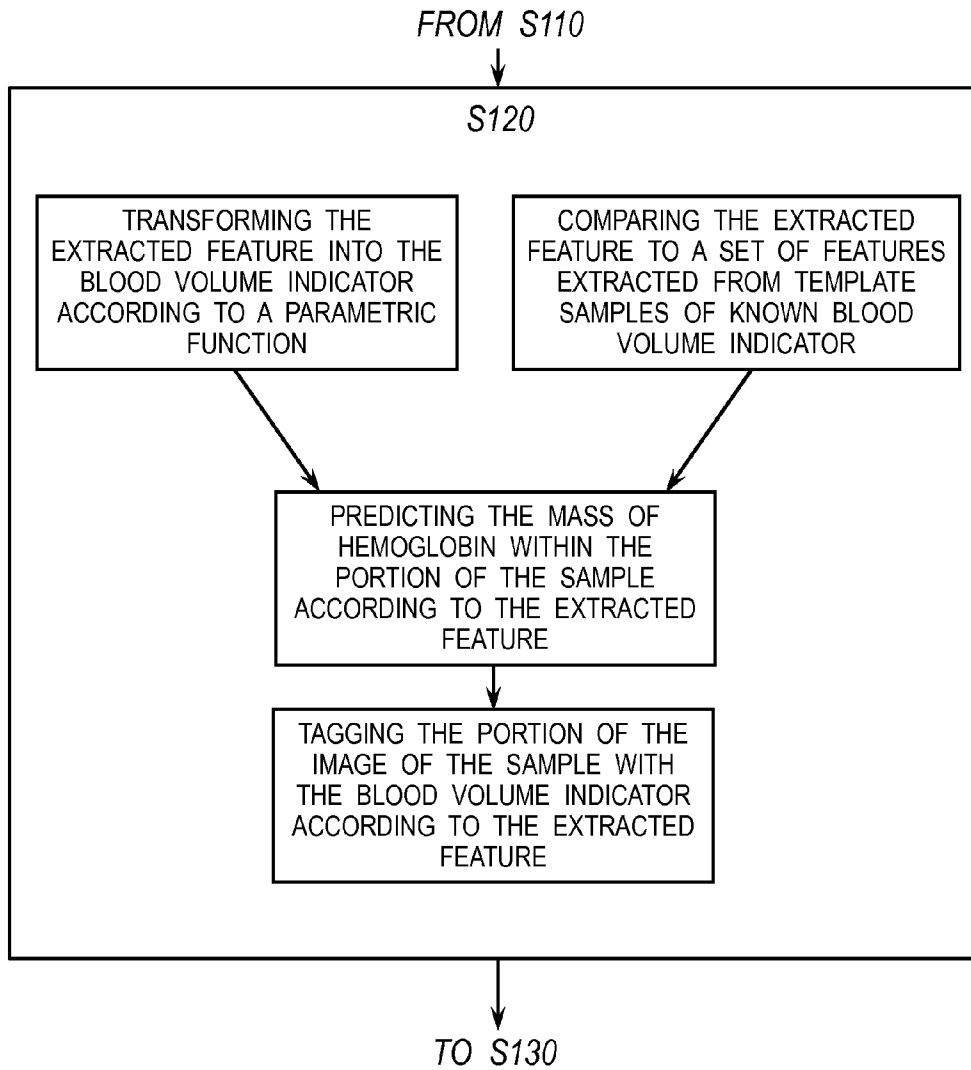 FROM S110
S120
TRANSFORMING THE
EXTRACTED FEATURE INTO THE
BLOOD VOLUME INDICATOR
ACCORDING TO A PARAMETRIC
FUNCTION
COMPARING THE EXTRACTED
FEATURE TO A SET OF FEATURES
EXTRACTED FROM TEMPLATE
SAMPLES OF KNOWN BLOOD
VOLUME INDICATOR
PREDICTING THE MASS OF
HEMOGLOBIN WITHIN THE
PORTION OF THE SAMPLE
ACCORDING TO THE EXTRACTED
FEATURE
TAGGING THE PORTION OF THE
IMAGE OF THE SAMPLE WITH
THE BLOOD VOLUME INDICATOR
ACCORDING TO THE EXTRACTED
FEATURE
TO S130